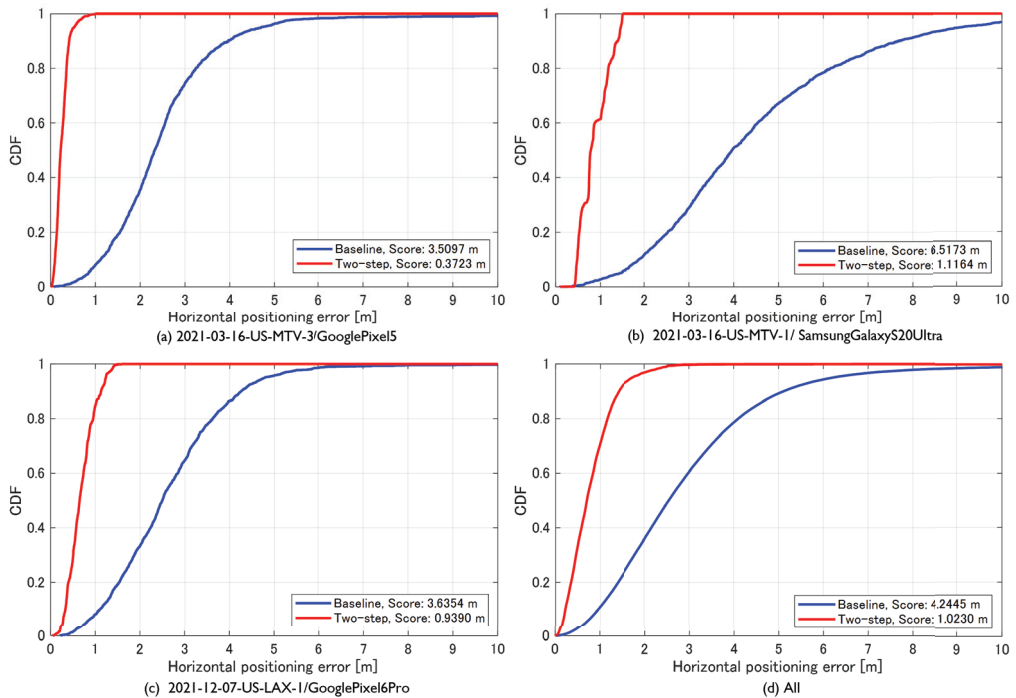 1
0.8
0.6
0.4
0.2
0
CDF
0 1 2 3 4 5 6 7 8 9 10
Horizontal positioning error [m]
Baseline, Score: 3.5097 m
Two-step, Score: 0.3723 m
(a) 2021-03-16-US-MTV-3/GooglePixel5
1
0.8
0.6
0.4
0.2
0
CDF
0 1 2 3 4 5 6 7 8 9 10
Horizontal positioning error [m]
Baseline, Score: 6.5173 m
Two-step, Score: 1.1164 m
(b) 2021-03-16-US-MTV-1/ SamsungGalaxyS20Ultra
1
0.8
0.6
0.4
0.2
0
CDF
0 1 2 3 4 5 6 7 8 9 10
Horizontal positioning error [m]
Baseline, Score: 3.6354 m
Two-step, Score: 0.9390 m
(c) 2021-12-07-US-LAX-1/GooglePixel6Pro
1
0.8
0.6
0.4
0.2
0
CDF
0 1 2 3 4 5 6 7 8 9 10
Horizontal positioning error [m]
Baseline, Score: 4.2445 m
Two-step, Score: 1.0230 m
(d) All